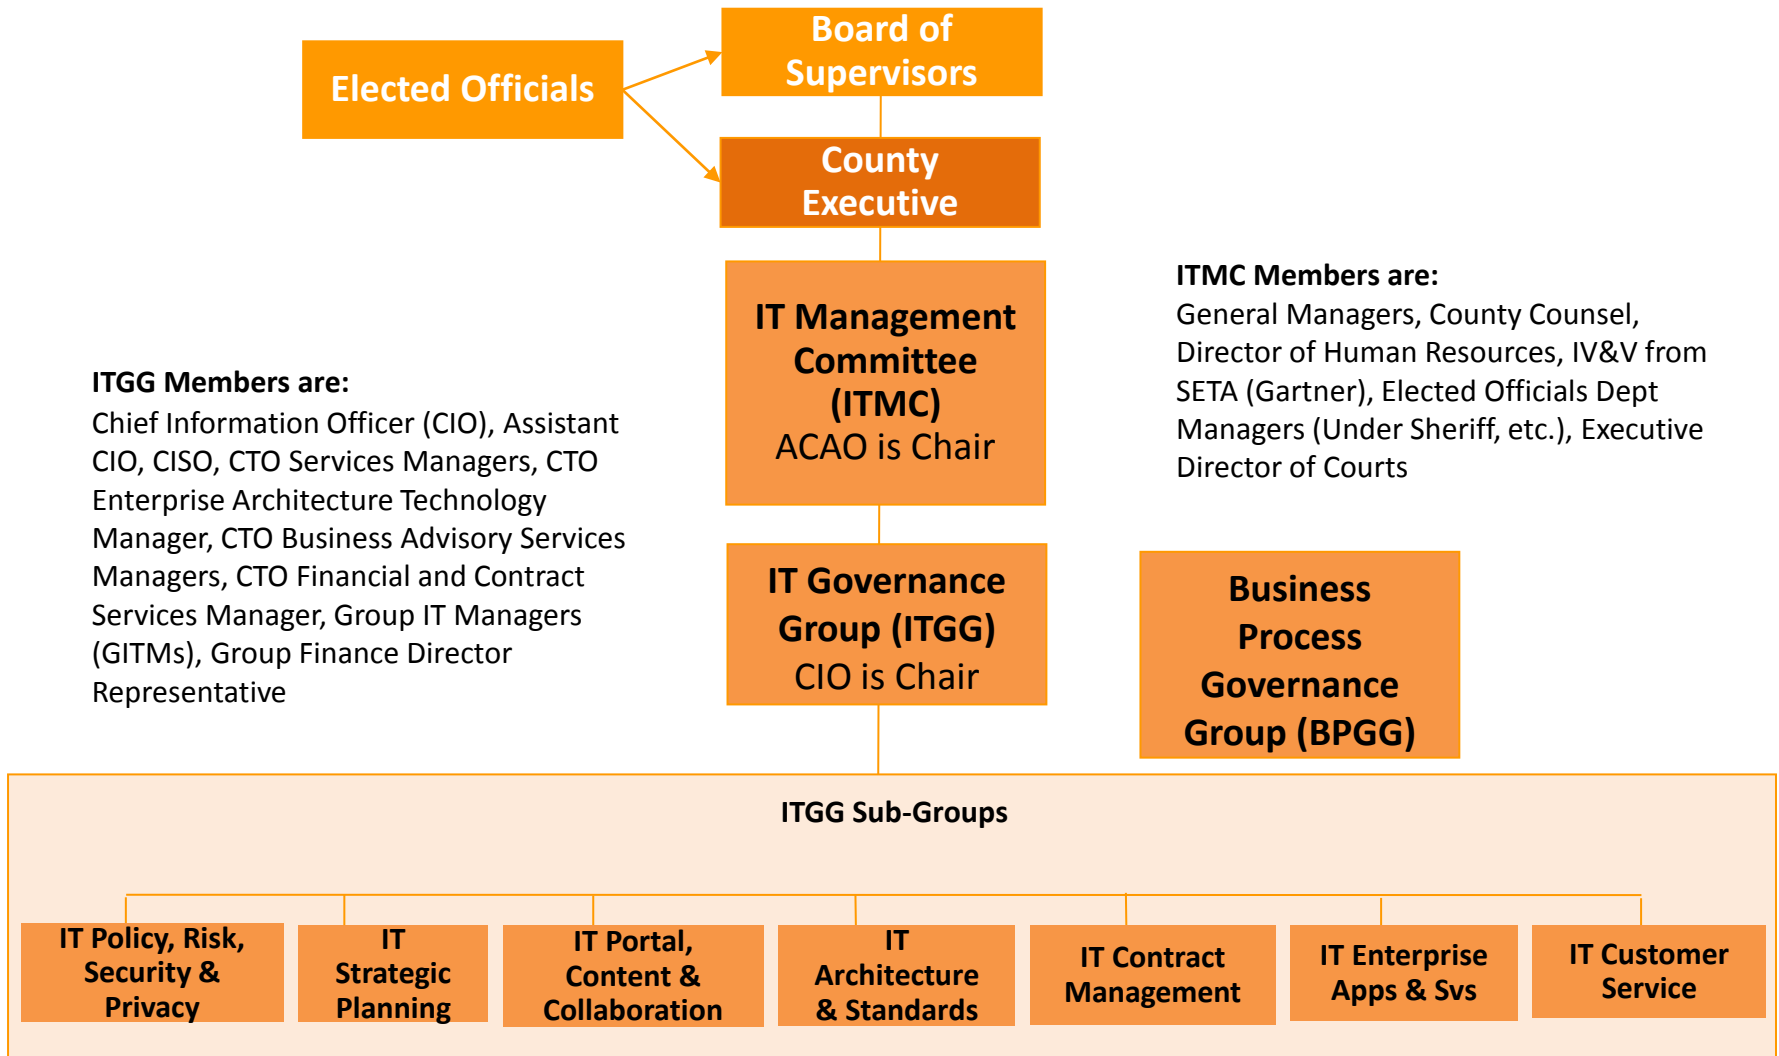 Elected Officials
Board of
Supervisors
County
Executive
IT Management
Committee
(ITMC)
ACAO is Chair
ITMC Members are:
General Managers, County Counsel,
Director of Human Resources, IV&V from
SETA (Gartner), Elected Officials Dept
Managers (Under Sheriff, etc.), Executive
Director of Courts
ITGG Members are:
Chief Information Officer (CIO), Assistant
CIO, CISO, CTO Services Managers, CTO
Enterprise Architecture Technology
Manager, CTO Business Advisory Services
Managers, CTO Financial and Contract
Services Manager, Group IT Managers
(GITMs), Group Finance Director
Representative
IT Governance
Group (ITGG)
CIO is Chair
Business
Process
Governance
Group (BPGG)
ITGG Sub-Groups
IT Policy, Risk,
Security &
Privacy
IT
Strategic
Planning
IT Portal,
Content &
Collaboration
IT
Architecture
& Standards
IT Contract
Management
IT Enterprise
Apps & Svs
IT Customer
Service